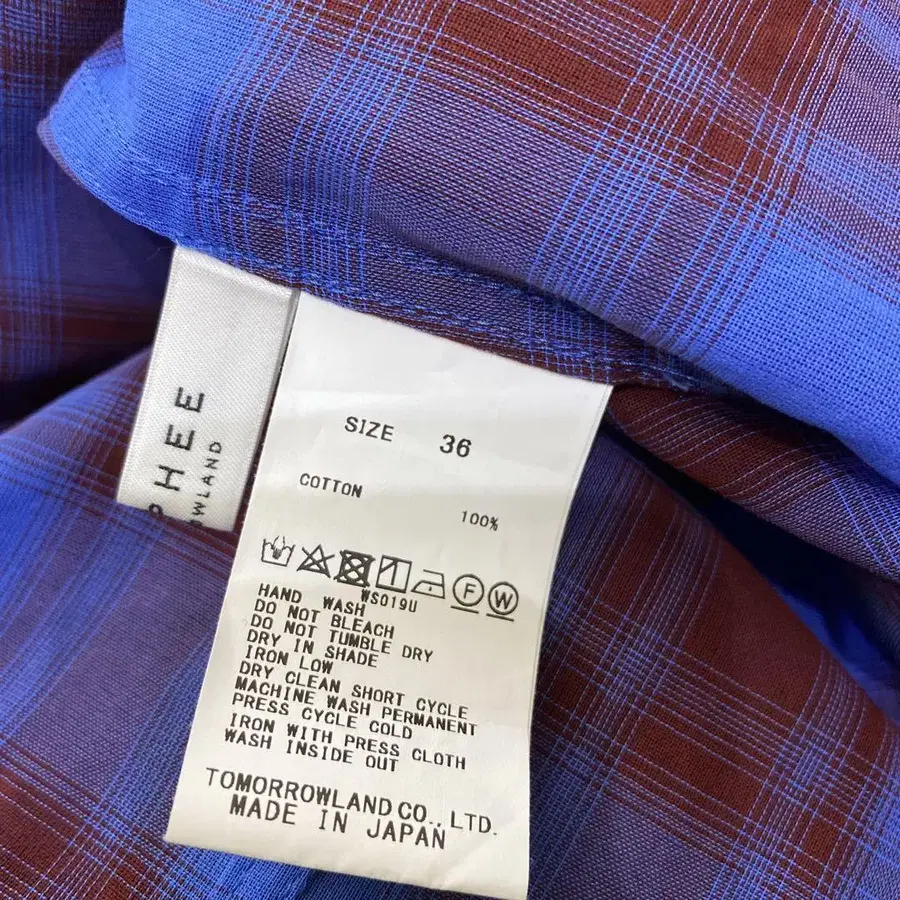 PHEE
OWLAND
SIZE 36
COTTON
100%
F W
WS019U
HAND WASH
DO NOT BLEACH
DO NOT TUMBLE DRY
DRY IN SHADE
IRON LOW
DRY CLEAN SHORT CYCLE
MACHINE WASH PERMANENT
PRESS CYCLE COLD
IRON WITH PRESS CLOTH
WASH INSIDE OUT
TOMORROWLAND CO., LTD.
MADE IN JAPAN